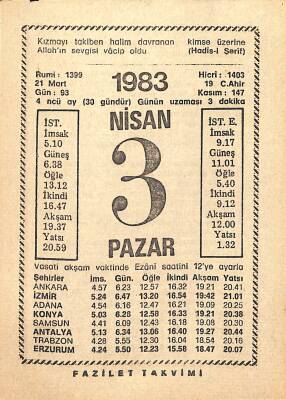 Kızmayı takiben halim davranan kimse üzerine
Allah'ın sevgisi vâcip oldu (Hadis-i Şerif)
Rumi : 1399 1983 Hicri : 1403
21 Mart 19 C.Ahir
Gün : 93 Kasım : 147
4 ncü ay (30 gündür) Günün uzaması 3 dakika
NİSAN
3
PAZAR
İST.
İmsak
5.10
Güneş
6.38
Öğle
13.12
İkindi
16.47
Akşam
19.37
Yatsı
20.59
İST. E.
İmsak
9.17
Güneş
11.01
Öğle
5.40
İkindi
9.12
Akşam
12.00
Yatsı
1.32
Vasati akşam vaktinde Ezâni saatini 12'ye ayarla
Şehirler İmsak Gün. Öğle İkindi Akşam Yatsı
ANKARA 4.57 6.23 12.57 16.32 19.21 20.41
İZMİR 5.24 6.47 13.20 16.54 19.42 21.01
ADANA 4.54 6.16 12.47 16.21 19.09 20.25
KONYA 5.03 6.28 12.58 16.33 19.21 20.38
SAMSUN 4.41 6.09 12.43 16.18 19.08 20.30
ANTALYA 5.13 6.34 13.06 16.40 19.27 20.46
TRABZON 4.28 5.55 12.30 16.04 18.54 20.16
ERZURUM 4.24 5.50 12.23 15.58 18.47 20.07
FAZİLET TAKVİMİ